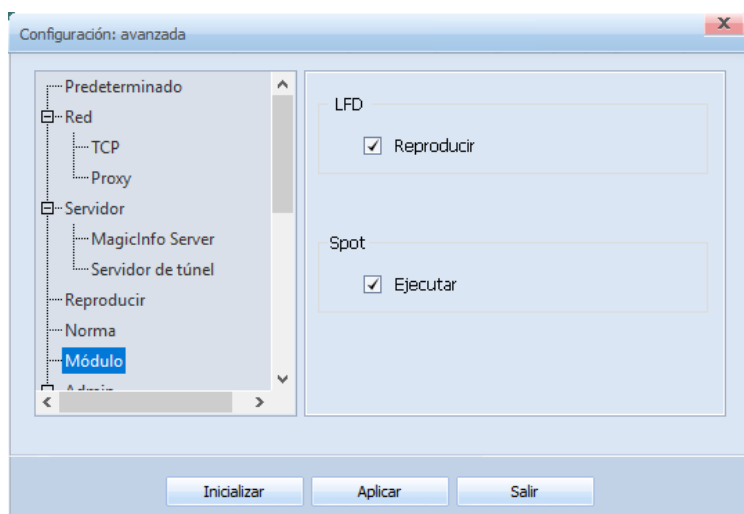 Configuración: avanzada
Predeterminado
Red
TCP
Proxy
Servidor
MagicInfo Server
Servidor de túnel
Reproducir
Norma
Módulo
Admin
LFD
Reproducir
Spot
Ejecutar
Inicializar
Aplicar
Salir